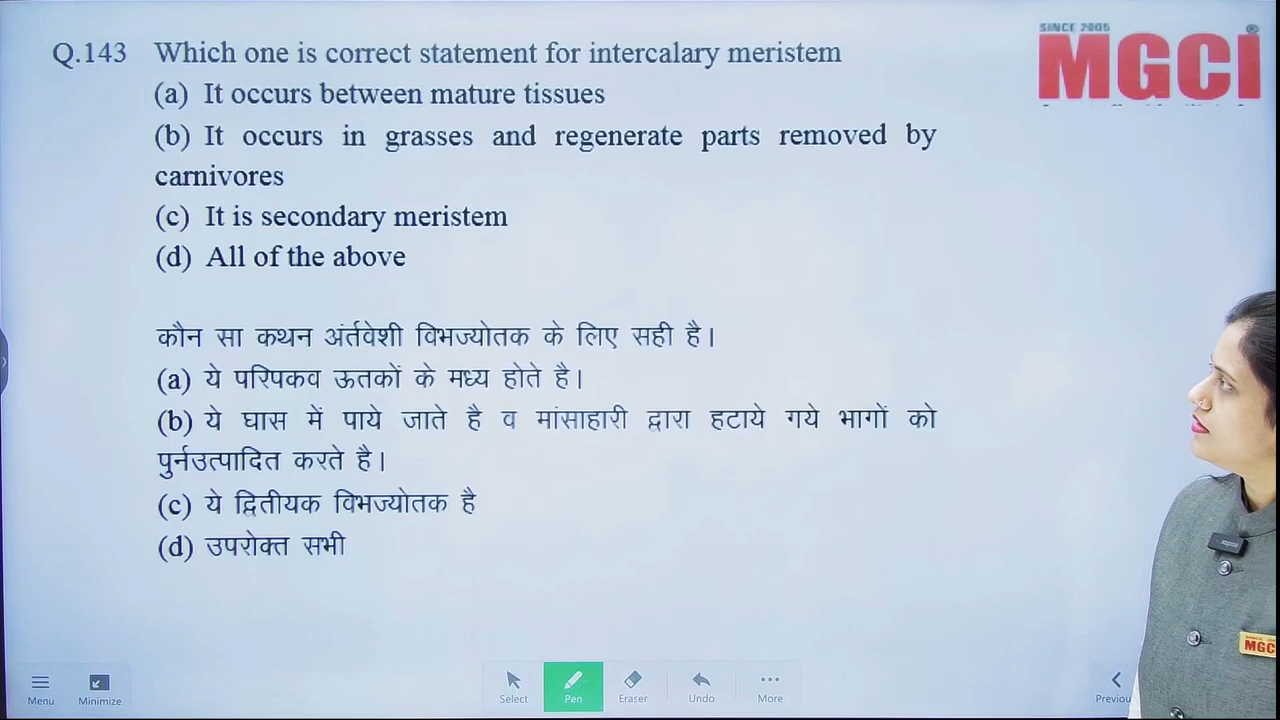 SINCE 2005
MGCI
®
Q.143 Which one is correct statement for intercalary meristem
(a) It occurs between mature tissues
(b) It occurs in grasses and regenerate parts removed by
carnivores
(c) It is secondary meristem
(d) All of the above
कौन सा कथन अंर्तवेशी विभज्योतक के लिए सही है।
(a) ये परिपकव ऊतकों के मध्य होते है।
(b) ये घास में पाये जाते है व मांसाहारी द्वारा हटाये गये भागों को
पुर्नउत्पादित करते है।
(c) ये द्वितीयक विभज्योतक है
(d) उपरोक्त सभी
MGC
Menu Minimize Select Pen Eraser Undo More Previou